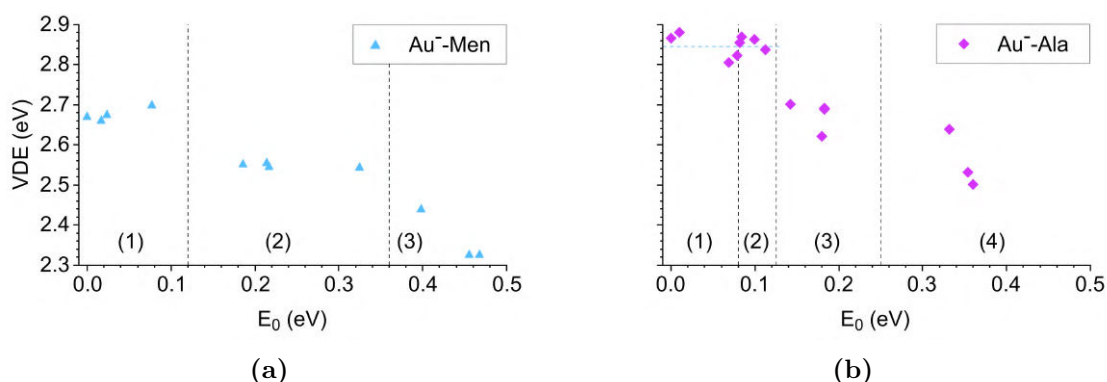 2.9
2.8
2.7
2.6
2.5
2.4
2.3
VDE (eV)
Au⁻-Men
(1)
(2)
(3)
0.0 0.1 0.2 0.3 0.4 0.5
E₀ (eV)
(a)
Au⁻-Ala
(1)
(2)
(3)
(4)
0.0 0.1 0.2 0.3 0.4 0.5
E₀ (eV)
(b)